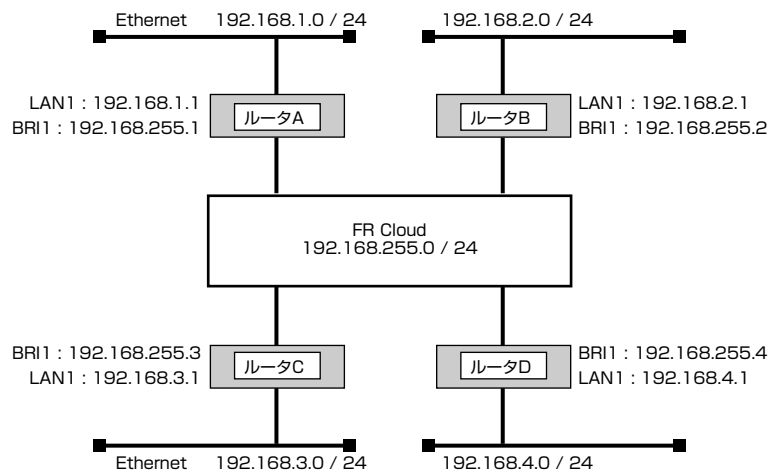 Ethernet 192.168.1.0 / 24
192.168.2.0 / 24
LAN1 : 192.168.1.1
BRI1 : 192.168.255.1
ルータA
ルータB
LAN1 : 192.168.2.1
BRI1 : 192.168.255.2
FR Cloud
192.168.255.0 / 24
BRI1 : 192.168.255.3
LAN1 : 192.168.3.1
ルータC
ルータD
BRI1 : 192.168.255.4
LAN1 : 192.168.4.1
Ethernet 192.168.3.0 / 24
192.168.4.0 / 24